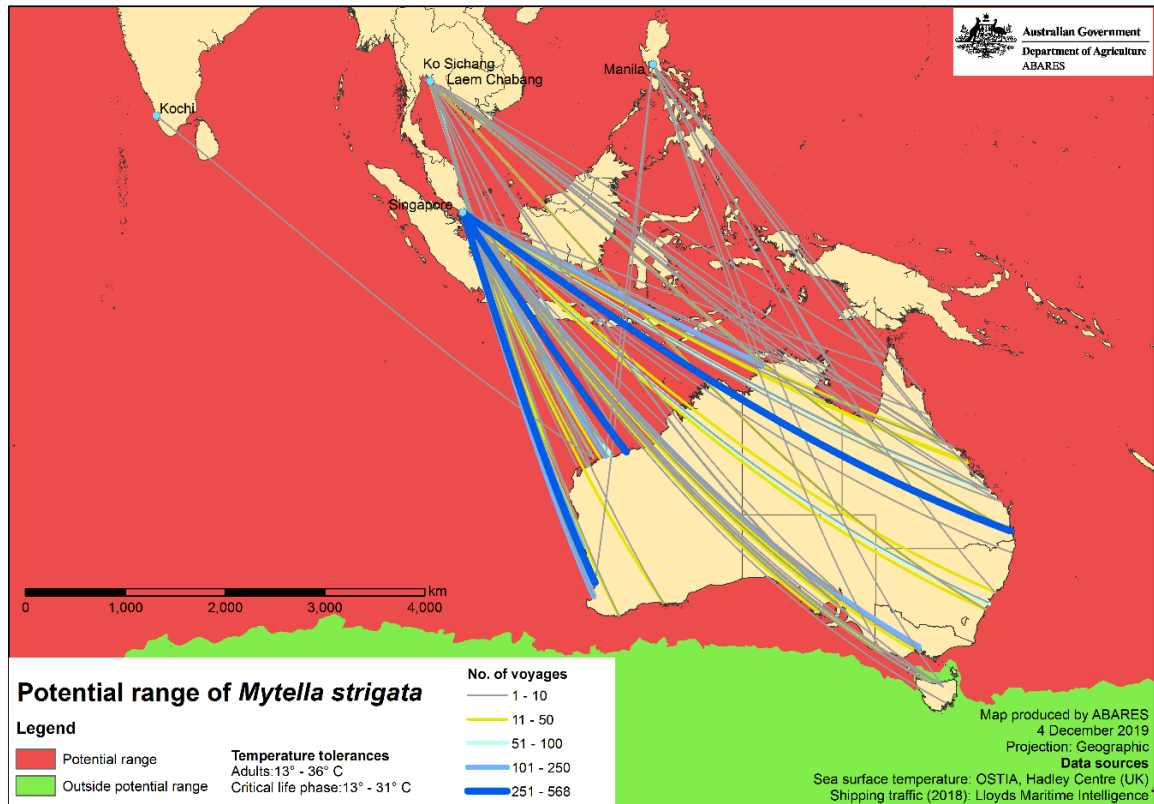 Australian Government
Department of Agriculture
ABARES
Ko Sichang
Laem Chabang
Manila
Kochi
Singapore
km
0 1,000 2,000 3,000 4,000
Potential range of Mytella strigata
Legend
Potential range
Outside potential range
Temperature tolerances
Adults:13° - 36° C
Critical life phase:13° - 31° C
No. of voyages
1 - 10
11 - 50
51 - 100
101 - 250
251 - 568
Map produced by ABARES
4 December 2019
Projection: Geographic
Data sources
Sea surface temperature: OSTIA, Hadley Centre (UK)
Shipping traffic (2018): Lloyds Maritime Intelligence